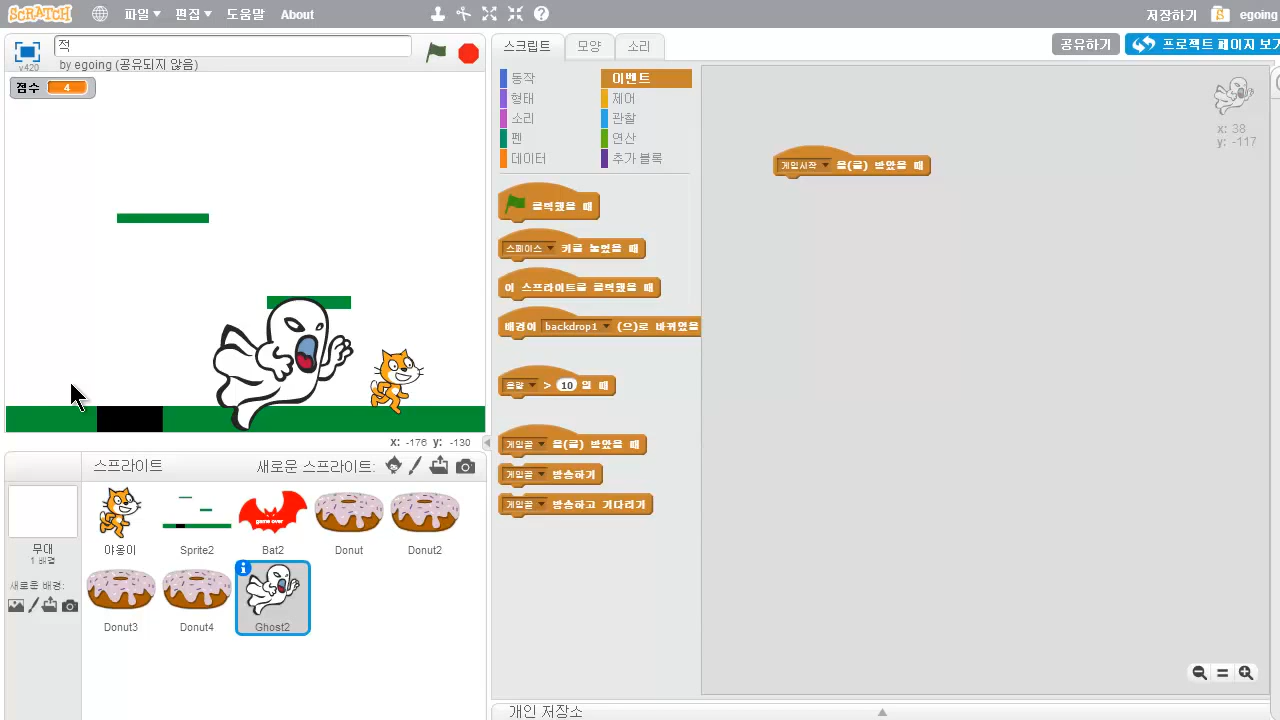 SCRATCH 파일 편집 도움말 About 저장하기 egoing
적
by egoing (공유되지 않음)
v420
점수 4
스크립트 모양 소리
공유하기 프로젝트 페이지 보기
동작 이벤트
형태 제어
소리 관찰
펜 연산
데이터 추가 블록
클릭했을 때
스페이스 키를 눌렀을 때
이 스프라이트를 클릭했을 때
배경이 backdrop1 (으)로 바뀌었을
음량 > 10 일 때
게임끝 을(를) 받았을 때
게임끝 방송하기
게임끝 방송하고 기다리기
게임시작 을(를) 받았을 때
x: 38
y: -117
x: -176 y: -130
스프라이트 새로운 스프라이트:
무대
1 배경
새로운 배경:
game over
야옹이 Sprite2 Bat2 Donut Donut2
Donut3 Donut4 Ghost2
개인 저장소